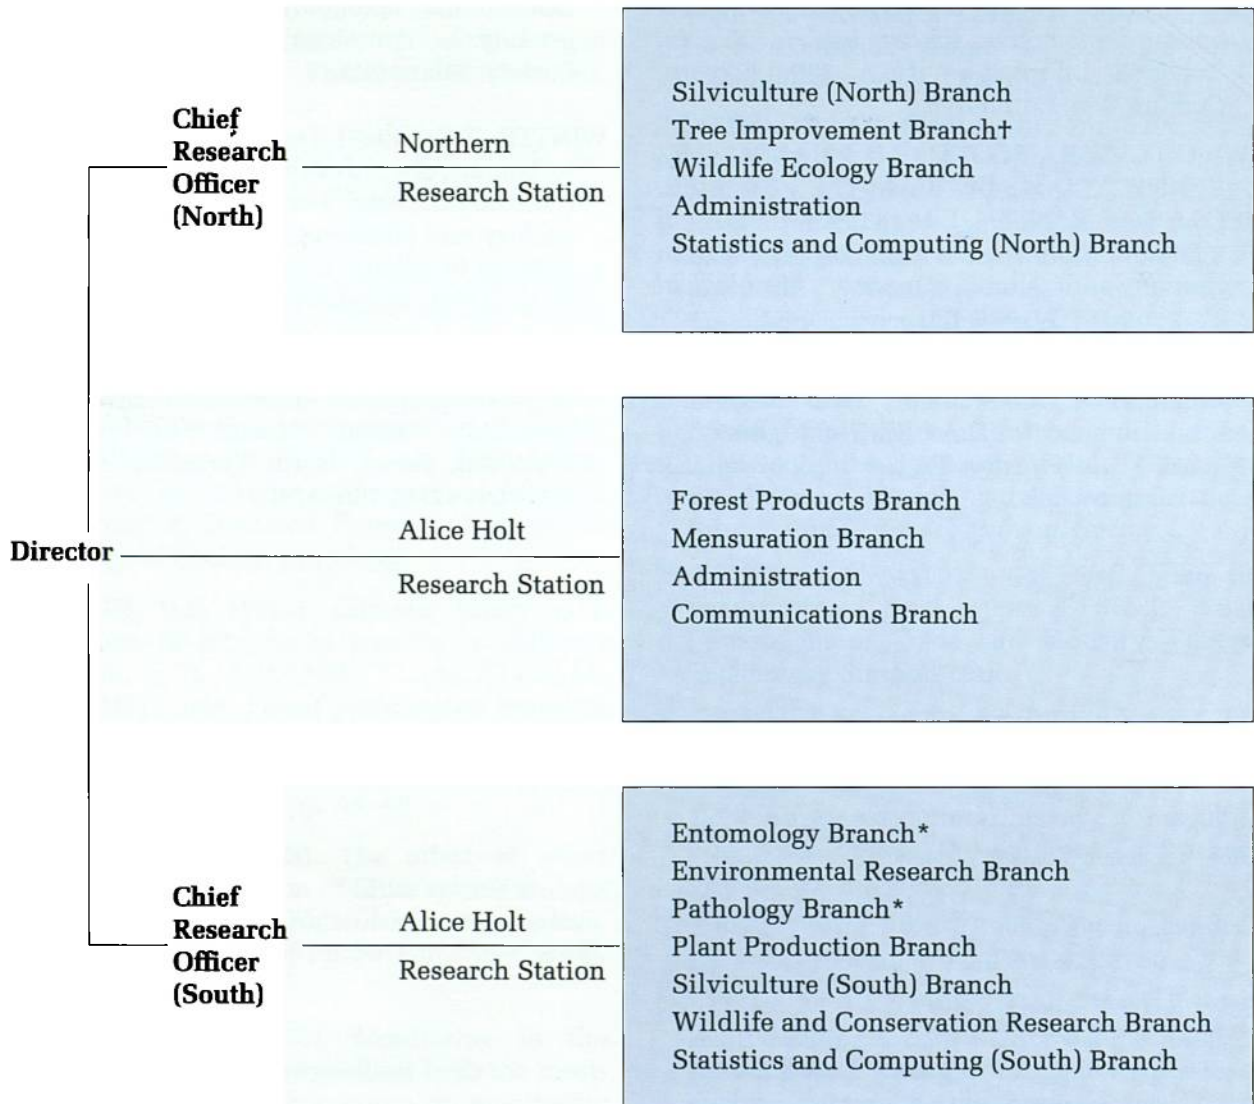 Chief
Research
Officer
(North)
Northern
Research Station
Silviculture (North) Branch
Tree Improvement Branch†
Wildlife Ecology Branch
Administration
Statistics and Computing (North) Branch
Director
Alice Holt
Research Station
Forest Products Branch
Mensuration Branch
Administration
Communications Branch
Chief
Research
Officer
(South)
Alice Holt
Research Station
Entomology Branch*
Environmental Research Branch
Pathology Branch*
Plant Production Branch
Silviculture (South) Branch
Wildlife and Conservation Research Branch
Statistics and Computing (South) Branch